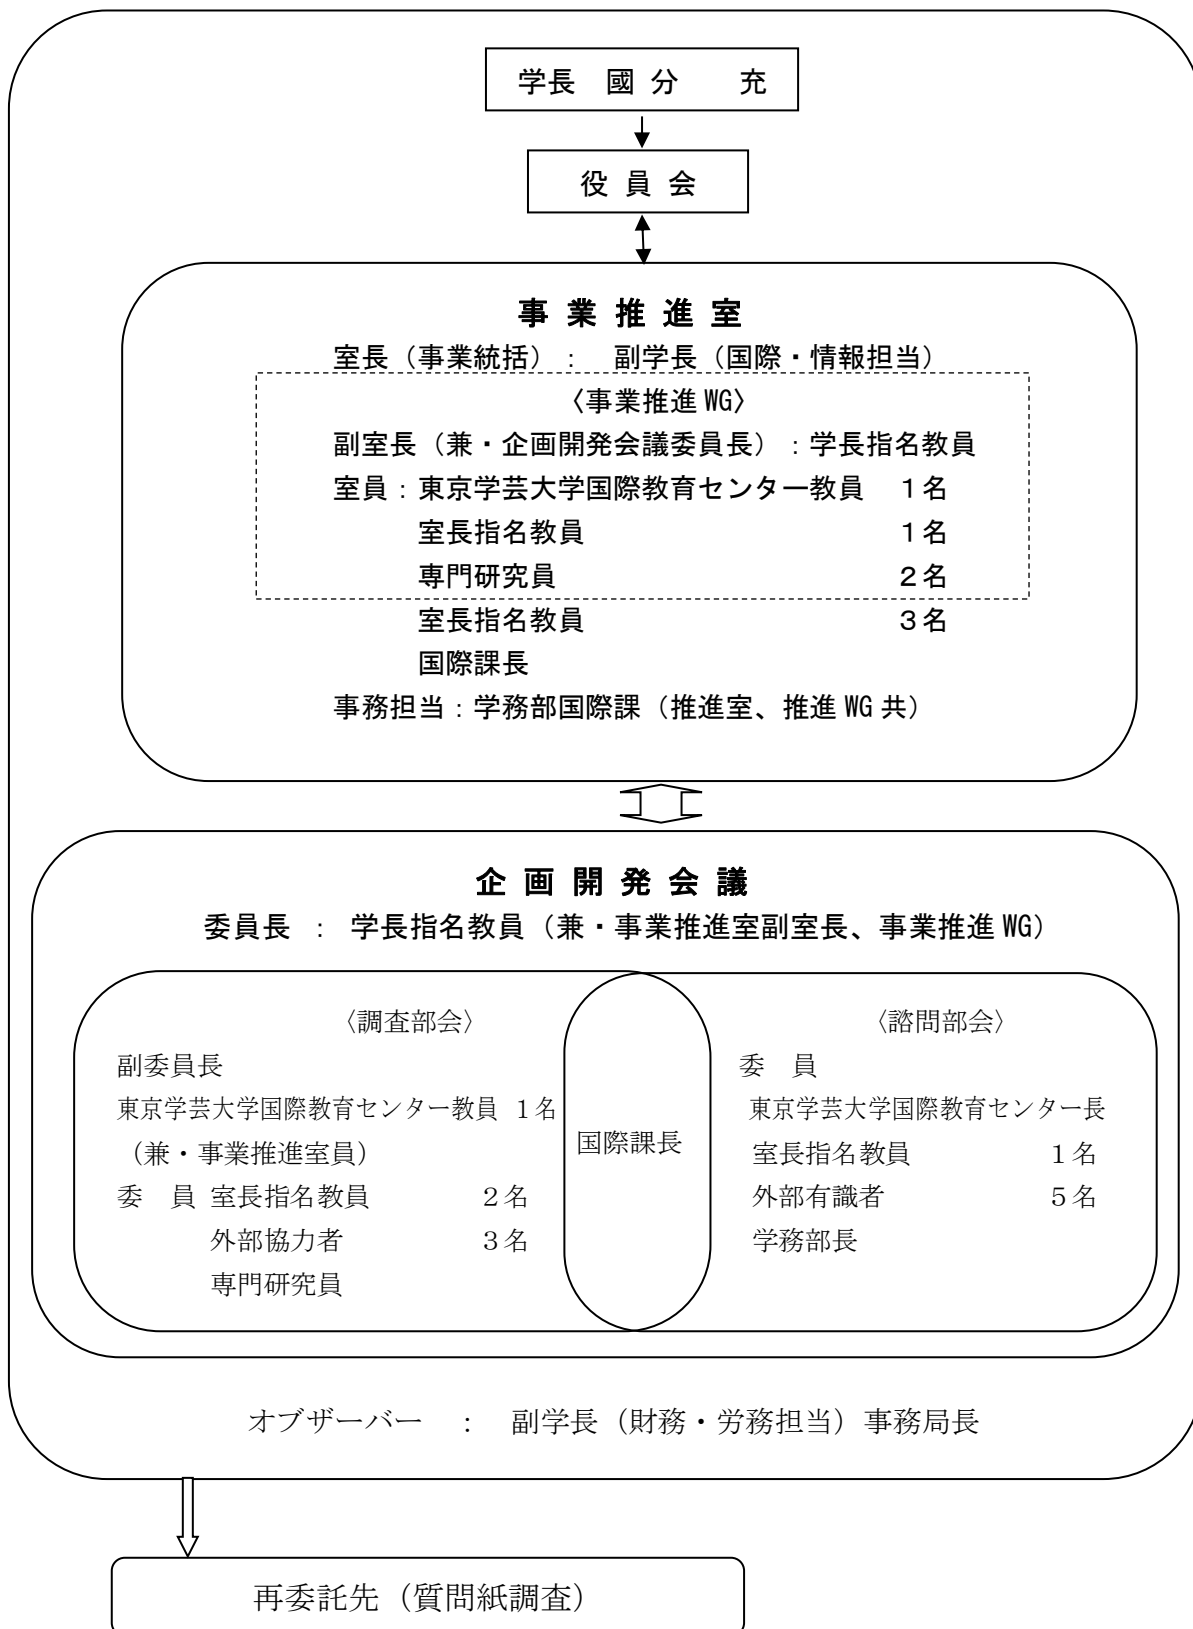 学長　國 分　　充
役 員 会
事 業 推 進 室
室長（事業統括）：　副学長（国際・情報担当）
〈事業推進 WG〉
副室長（兼・企画開発会議委員長）：学長指名教員
室員：東京学芸大学国際教育センター教員　１名
室長指名教員　１名
専門研究員　２名
室長指名教員　３名
国際課長
事務担当：学務部国際課（推進室、推進 WG 共）
企 画 開 発 会 議
委員長　：　学長指名教員（兼・事業推進室副室長、事業推進 WG）
〈調査部会〉
副委員長
東京学芸大学国際教育センター教員 １名
（兼・事業推進室員）
委　員 室長指名教員　２名
外部協力者　３名
専門研究員
国際課長
〈諮問部会〉
委　員
東京学芸大学国際教育センター長
室長指名教員　１名
外部有識者　５名
学務部長
オブザーバー　：　副学長（財務・労務担当）事務局長
再委託先（質問紙調査）